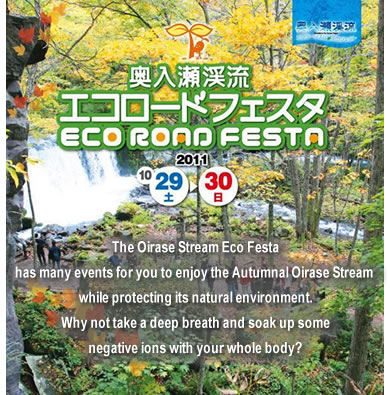 奥入瀬渓流
奥入瀬渓流
エコロードフェスタ
ECO ROAD FESTA
2011
10 29 30
土 日
The Oirase Stream Eco Festa
has many events for you to enjoy the Autumnal Oirase Stream
while protecting its natural environment.
Why not take a deep breath and soak up some
negative ions with your whole body?